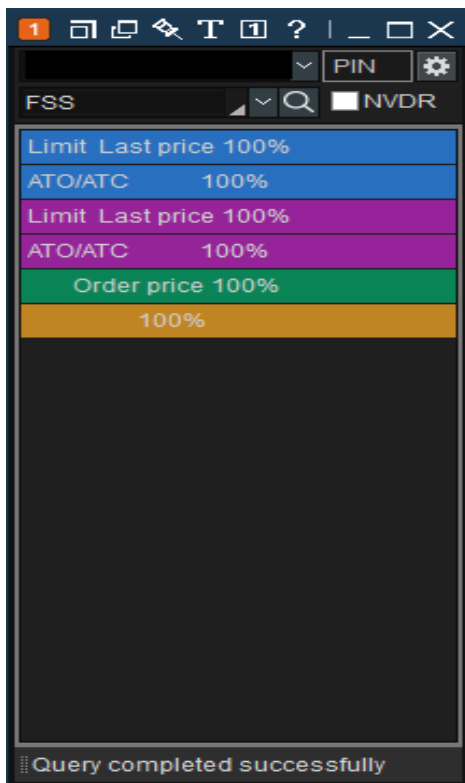 1 T 1 ?
PIN
FSS NVDR
Limit Last price 100%
ATO/ATC 100%
Limit Last price 100%
ATO/ATC 100%
Order price 100%
100%
Query completed successfully